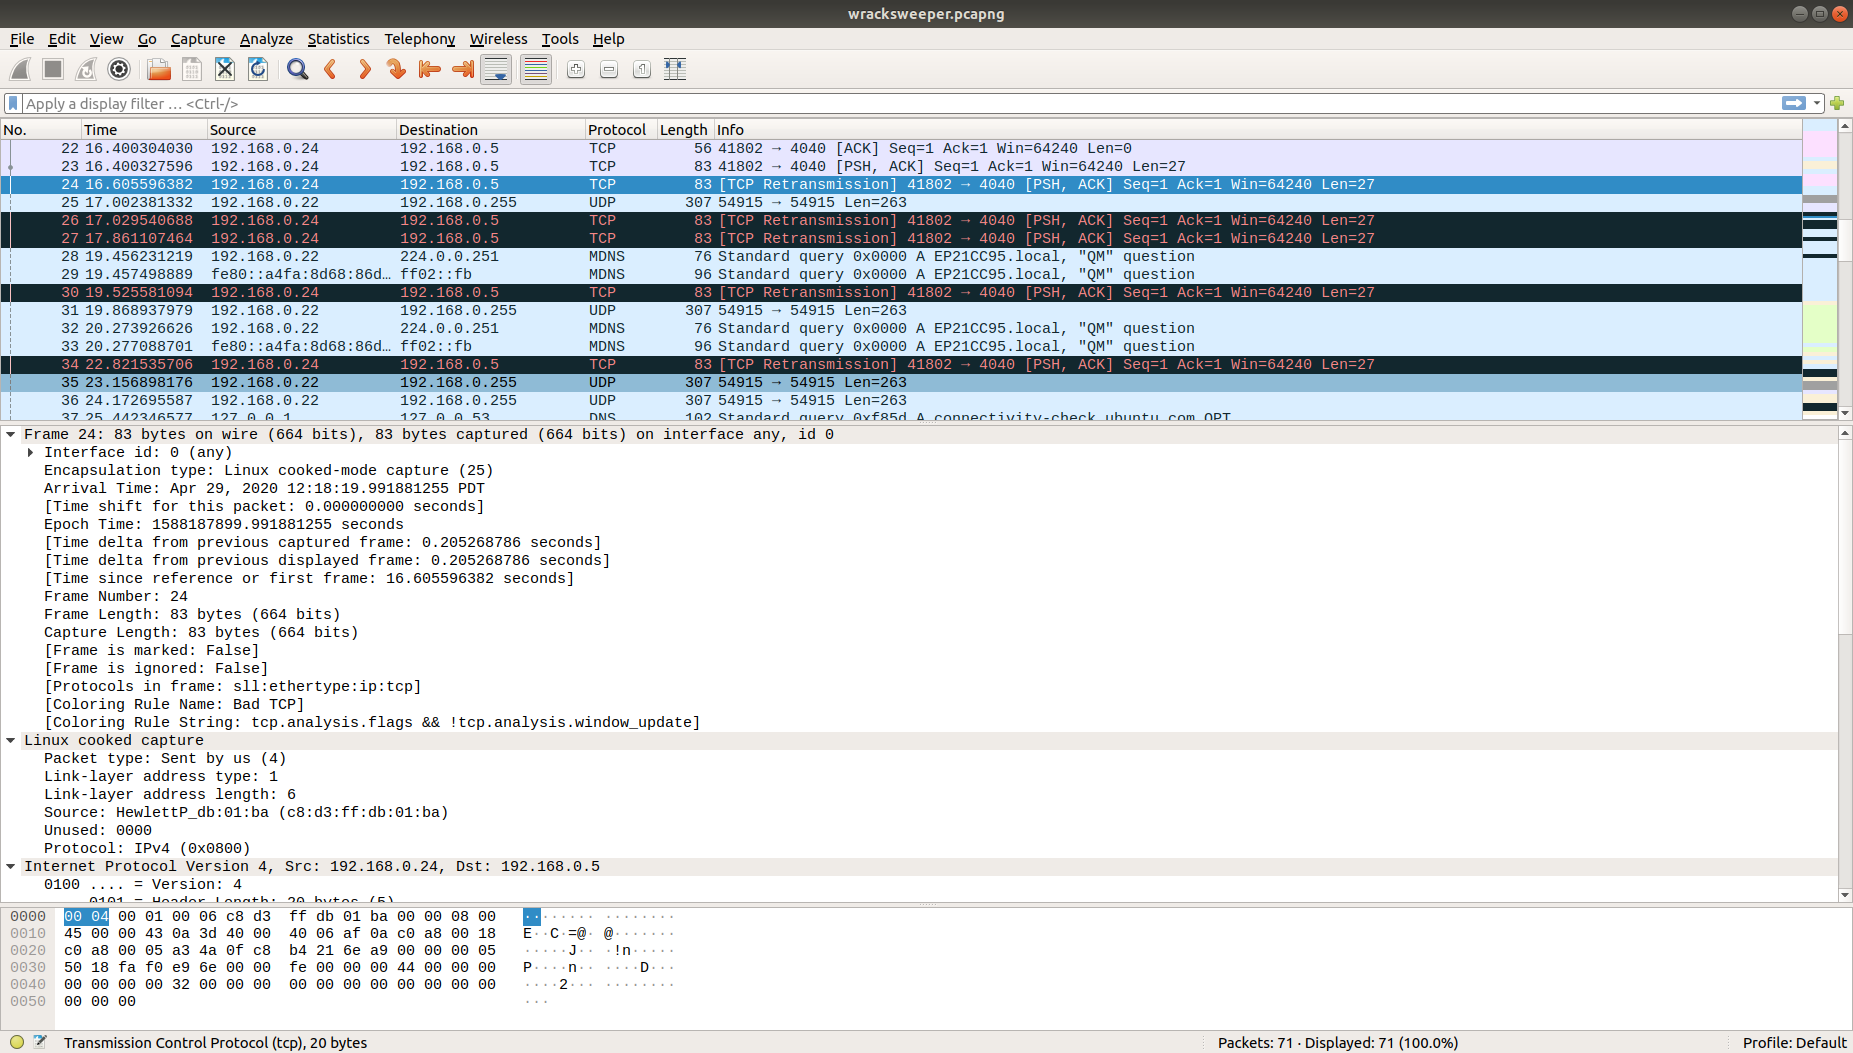 wracksweeper.pcapng
File Edit View Go Capture Analyze Statistics Telephony Wireless Tools Help
Apply a display filter … <Ctrl-/>
No. Time Source Destination Protocol Length Info
22 16.400304030 192.168.0.24 192.168.0.5 TCP 56 41802 → 4040 [ACK] Seq=1 Ack=1 Win=64240 Len=0
23 16.400327596 192.168.0.24 192.168.0.5 TCP 83 41802 → 4040 [PSH, ACK] Seq=1 Ack=1 Win=64240 Len=27
24 16.605596382 192.168.0.24 192.168.0.5 TCP 83 [TCP Retransmission] 41802 → 4040 [PSH, ACK] Seq=1 Ack=1 Win=64240 Len=27
25 17.002381332 192.168.0.22 192.168.0.255 UDP 307 54915 → 54915 Len=263
26 17.029540688 192.168.0.24 192.168.0.5 TCP 83 [TCP Retransmission] 41802 → 4040 [PSH, ACK] Seq=1 Ack=1 Win=64240 Len=27
27 17.861107464 192.168.0.24 192.168.0.5 TCP 83 [TCP Retransmission] 41802 → 4040 [PSH, ACK] Seq=1 Ack=1 Win=64240 Len=27
28 19.456231219 192.168.0.22 224.0.0.251 MDNS 76 Standard query 0x0000 A EP21CC95.local, "QM" question
29 19.457498889 fe80::a4fa:8d68:86d… ff02::fb MDNS 96 Standard query 0x0000 A EP21CC95.local, "QM" question
30 19.525581094 192.168.0.24 192.168.0.5 TCP 83 [TCP Retransmission] 41802 → 4040 [PSH, ACK] Seq=1 Ack=1 Win=64240 Len=27
31 19.868937979 192.168.0.22 192.168.0.255 UDP 307 54915 → 54915 Len=263
32 20.273926626 192.168.0.22 224.0.0.251 MDNS 76 Standard query 0x0000 A EP21CC95.local, "QM" question
33 20.277088701 fe80::a4fa:8d68:86d… ff02::fb MDNS 96 Standard query 0x0000 A EP21CC95.local, "QM" question
34 22.821535706 192.168.0.24 192.168.0.5 TCP 83 [TCP Retransmission] 41802 → 4040 [PSH, ACK] Seq=1 Ack=1 Win=64240 Len=27
35 23.156898176 192.168.0.22 192.168.0.255 UDP 307 54915 → 54915 Len=263
36 24.172695587 192.168.0.22 192.168.0.255 UDP 307 54915 → 54915 Len=263
37 25.442346577 127.0.0.1 127.0.0.53 DNS 102 Standard query 0xf85d A connectivity-check.ubuntu.com OPT
Frame 24: 83 bytes on wire (664 bits), 83 bytes captured (664 bits) on interface any, id 0
Interface id: 0 (any)
Encapsulation type: Linux cooked-mode capture (25)
Arrival Time: Apr 29, 2020 12:18:19.991881255 PDT
[Time shift for this packet: 0.000000000 seconds]
Epoch Time: 1588187899.991881255 seconds
[Time delta from previous captured frame: 0.205268786 seconds]
[Time delta from previous displayed frame: 0.205268786 seconds]
[Time since reference or first frame: 16.605596382 seconds]
Frame Number: 24
Frame Length: 83 bytes (664 bits)
Capture Length: 83 bytes (664 bits)
[Frame is marked: False]
[Frame is ignored: False]
[Protocols in frame: sll:ethertype:ip:tcp]
[Coloring Rule Name: Bad TCP]
[Coloring Rule String: tcp.analysis.flags && !tcp.analysis.window_update]
Linux cooked capture
Packet type: Sent by us (4)
Link-layer address type: 1
Link-layer address length: 6
Source: HewlettP_db:01:ba (c8:d3:ff:db:01:ba)
Unused: 0000
Protocol: IPv4 (0x0800)
Internet Protocol Version 4, Src: 192.168.0.24, Dst: 192.168.0.5
0100 .... = Version: 4
.... 0101 = Header Length: 20 bytes (5)
0000 00 04 00 01 00 06 c8 d3 ff db 01 ba 00 00 08 00 ········ ········
0010 45 00 00 43 0a 3d 40 00 40 06 af 0a c0 a8 00 18 E··C·=@· @·······
0020 c0 a8 00 05 a3 4a 0f c8 b4 21 6e a9 00 00 00 05 ·····J·· ·!n·····
0030 50 18 fa f0 e9 6e 00 00 fe 00 00 00 44 00 00 00 P····n·· ····D···
0040 00 00 00 00 32 00 00 00 00 00 00 00 00 00 00 00 ····2··· ········
0050 00 00 00 ···
Transmission Control Protocol (tcp), 20 bytes Packets: 71 · Displayed: 71 (100.0%) Profile: Default